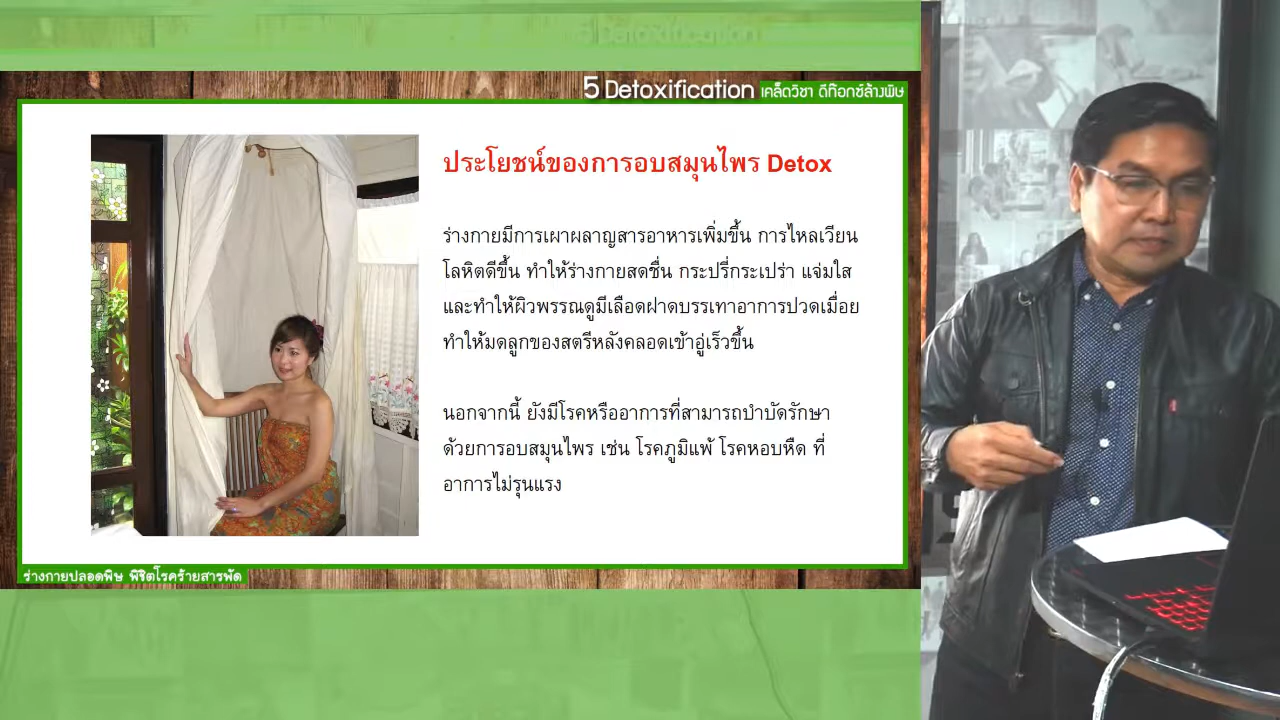 5 Detoxification เคล็ดวิชา ดีท๊อกซ์ล้างพิษ
ประโยชน์ของการอบสมุนไพร Detox
ร่างกายมีการเผาผลาญสารอาหารเพิ่มขึ้น การไหลเวียน
โลหิตดีขึ้น ทำให้ร่างกายสดชื่น กระปรี่กระเปร่า แจ่มใส
และทำให้ผิวพรรณดูมีเลือดฝาดบรรเทาอาการปวดเมื่อย
ทำให้มดลูกของสตรีหลังคลอดเข้าอู่เร็วขึ้น
นอกจากนี้ ยังมีโรคหรืออาการที่สามารถบำบัดรักษา
ด้วยการอบสมุนไพร เช่น โรคภูมิแพ้ โรคหอบหืด ที่
อาการไม่รุนแรง
ร่างกายปลอดพิษ พิชิตโรคร้ายสารพัด